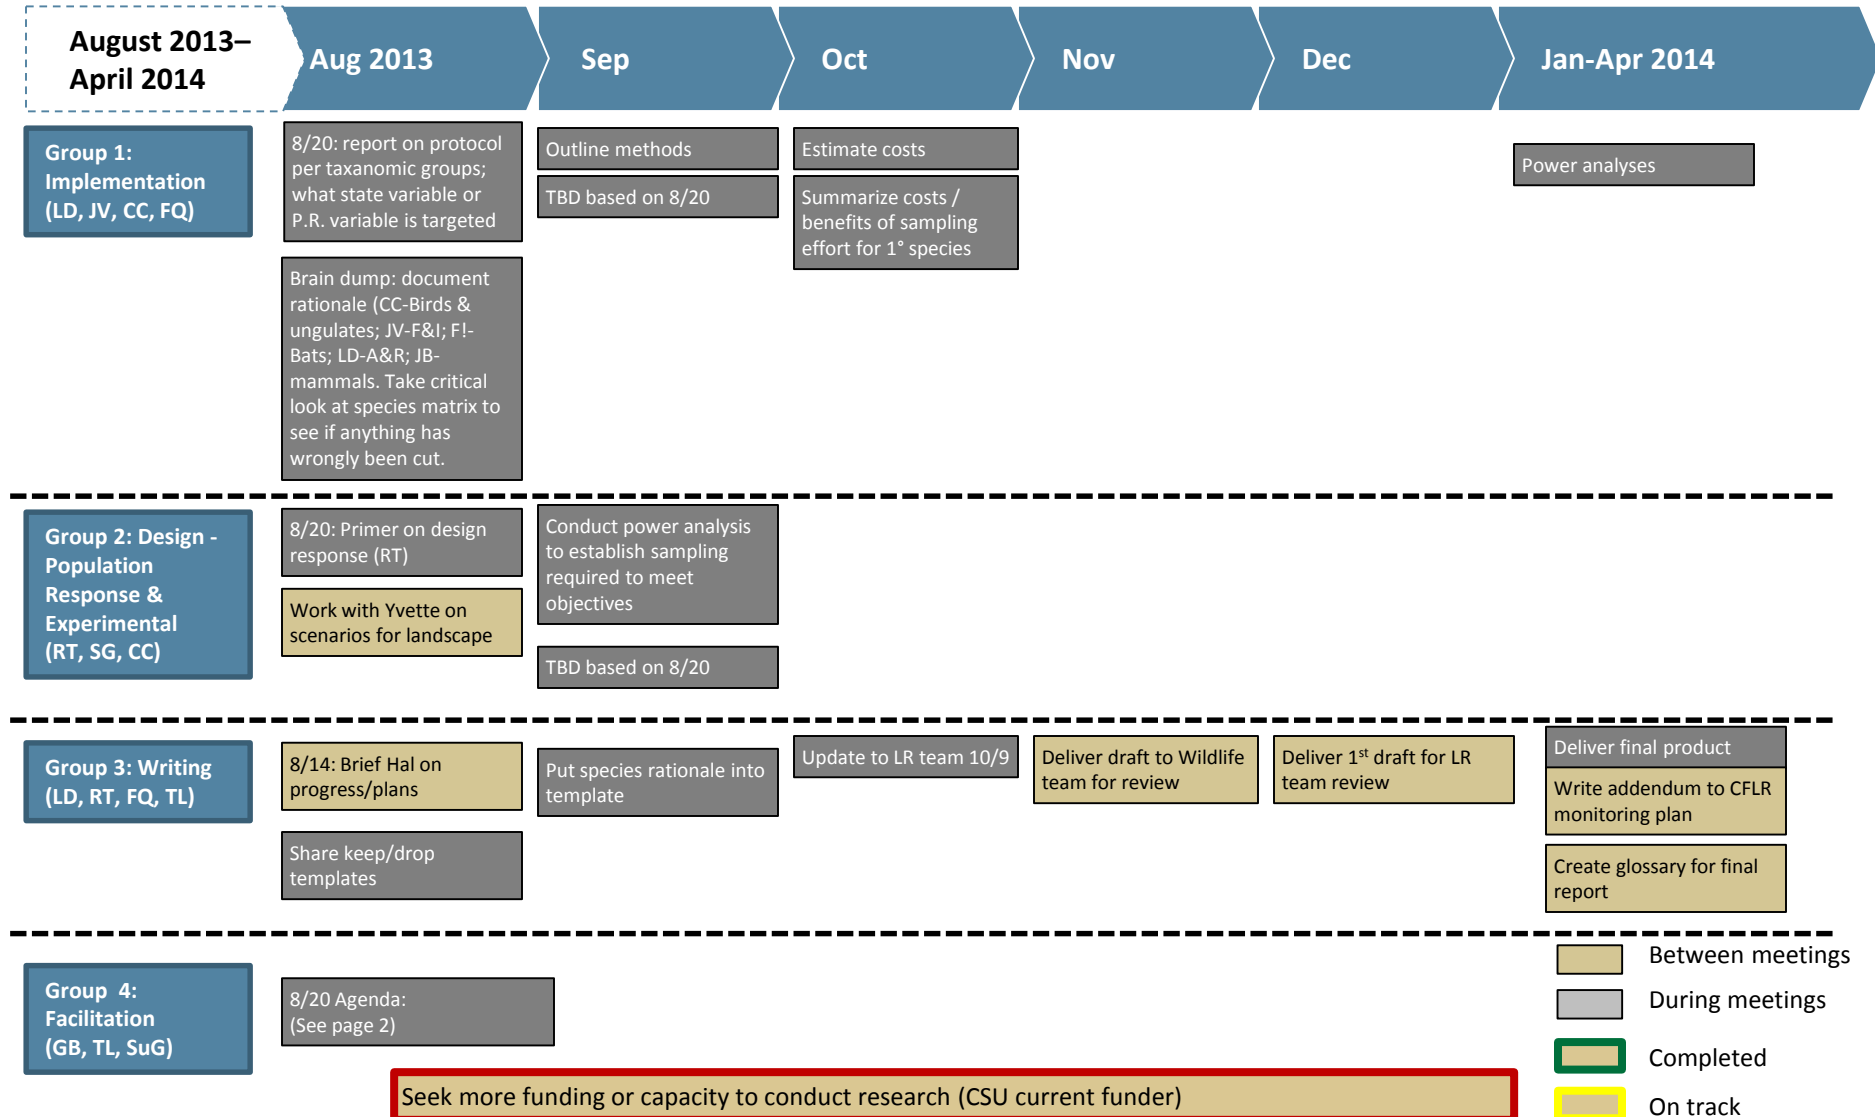 August 2013–
April 2014
Aug 2013
Sep
Oct
Nov
Dec
Jan-Apr 2014
Group 1:
Implementation
(LD, JV, CC, FQ)
8/20: report on protocol
per taxanomic groups;
what state variable or
P.R. variable is targeted
Brain dump: document
rationale (CC-Birds &
ungulates; JV-F&I; F!-
Bats; LD-A&R; JB-
mammals. Take critical
look at species matrix to
see if anything has
wrongly been cut.
Outline methods
TBD based on 8/20
Estimate costs
Summarize costs /
benefits of sampling
effort for 1° species
Power analyses
Group 2: Design -
Population
Response &
Experimental
(RT, SG, CC)
8/20: Primer on design
response (RT)
Work with Yvette on
scenarios for landscape
Conduct power analysis
to establish sampling
required to meet
objectives
TBD based on 8/20
Group 3: Writing
(LD, RT, FQ, TL)
8/14: Brief Hal on
progress/plans
Share keep/drop
templates
Put species rationale into
template
Update to LR team 10/9
Deliver draft to Wildlife
team for review
Deliver 1st draft for LR
team review
Deliver final product
Write addendum to CFLR
monitoring plan
Create glossary for final
report
Group  4:
Facilitation
(GB, TL, SuG)
8/20 Agenda:
(See page 2)
Seek more funding or capacity to conduct research (CSU current funder)
Between meetings
During meetings
Completed
On track